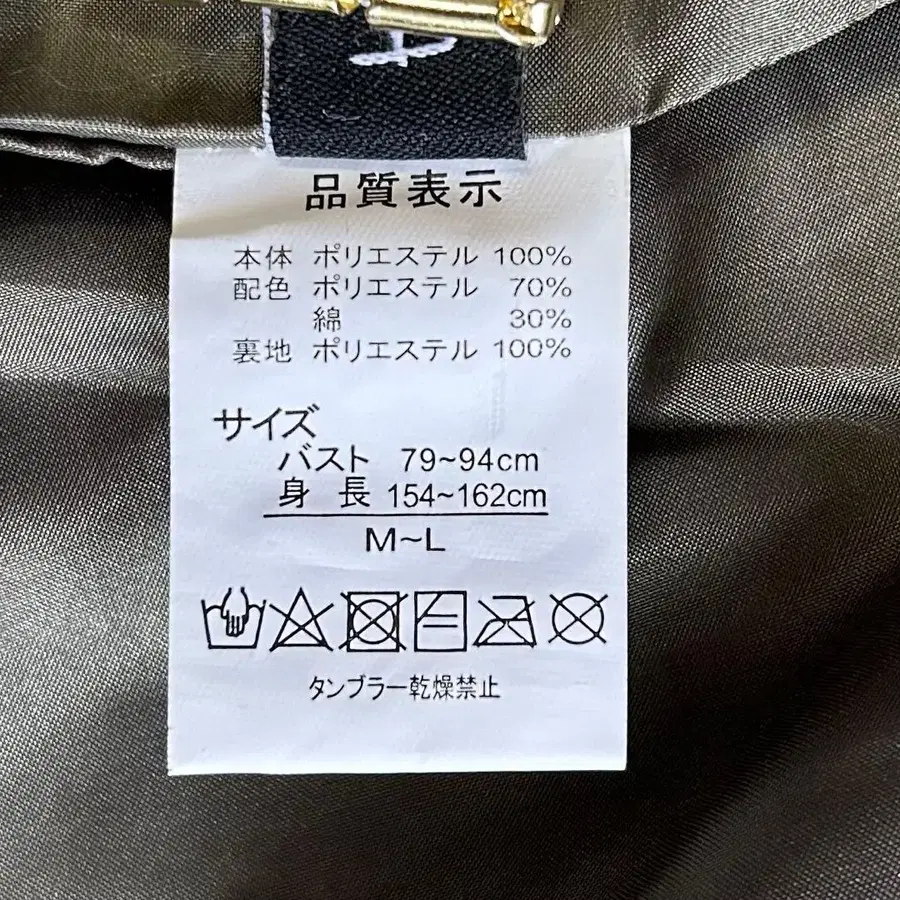 品質表示
本体 ポリエステル 100%
配色 ポリエステル 70%
綿 30%
裏地 ポリエステル 100%
サイズ
バスト 79~94cm
身長 154~162cm
M~L
タンブラー乾燥禁止